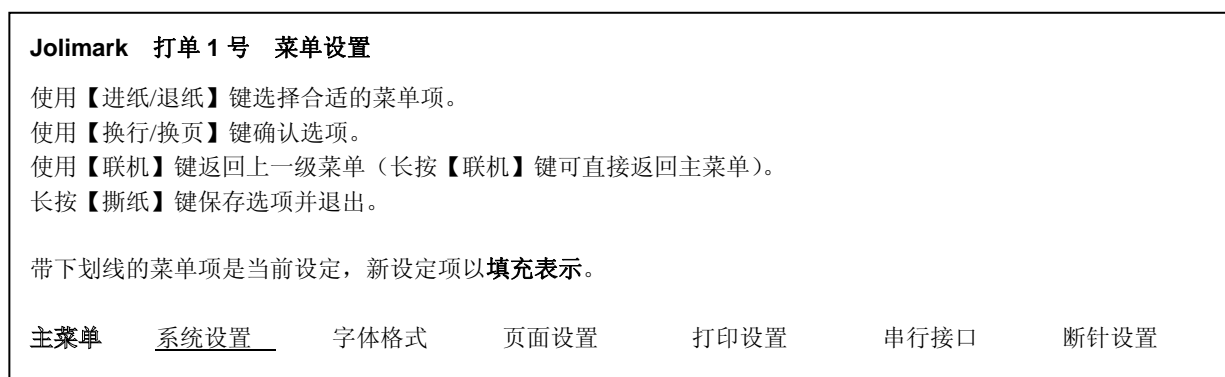 Jolimark 打单 1 号 菜单设置
使用【进纸/退纸】键选择合适的菜单项。
使用【换行/换页】键确认选项。
使用【联机】键返回上一级菜单（长按【联机】键可直接返回主菜单）。
长按【撕纸】键保存选项并退出。
带下划线的菜单项是当前设定，新设定项以填充表示。
主菜单 系统设置 字体格式 页面设置 打印设置 串行接口 断针设置